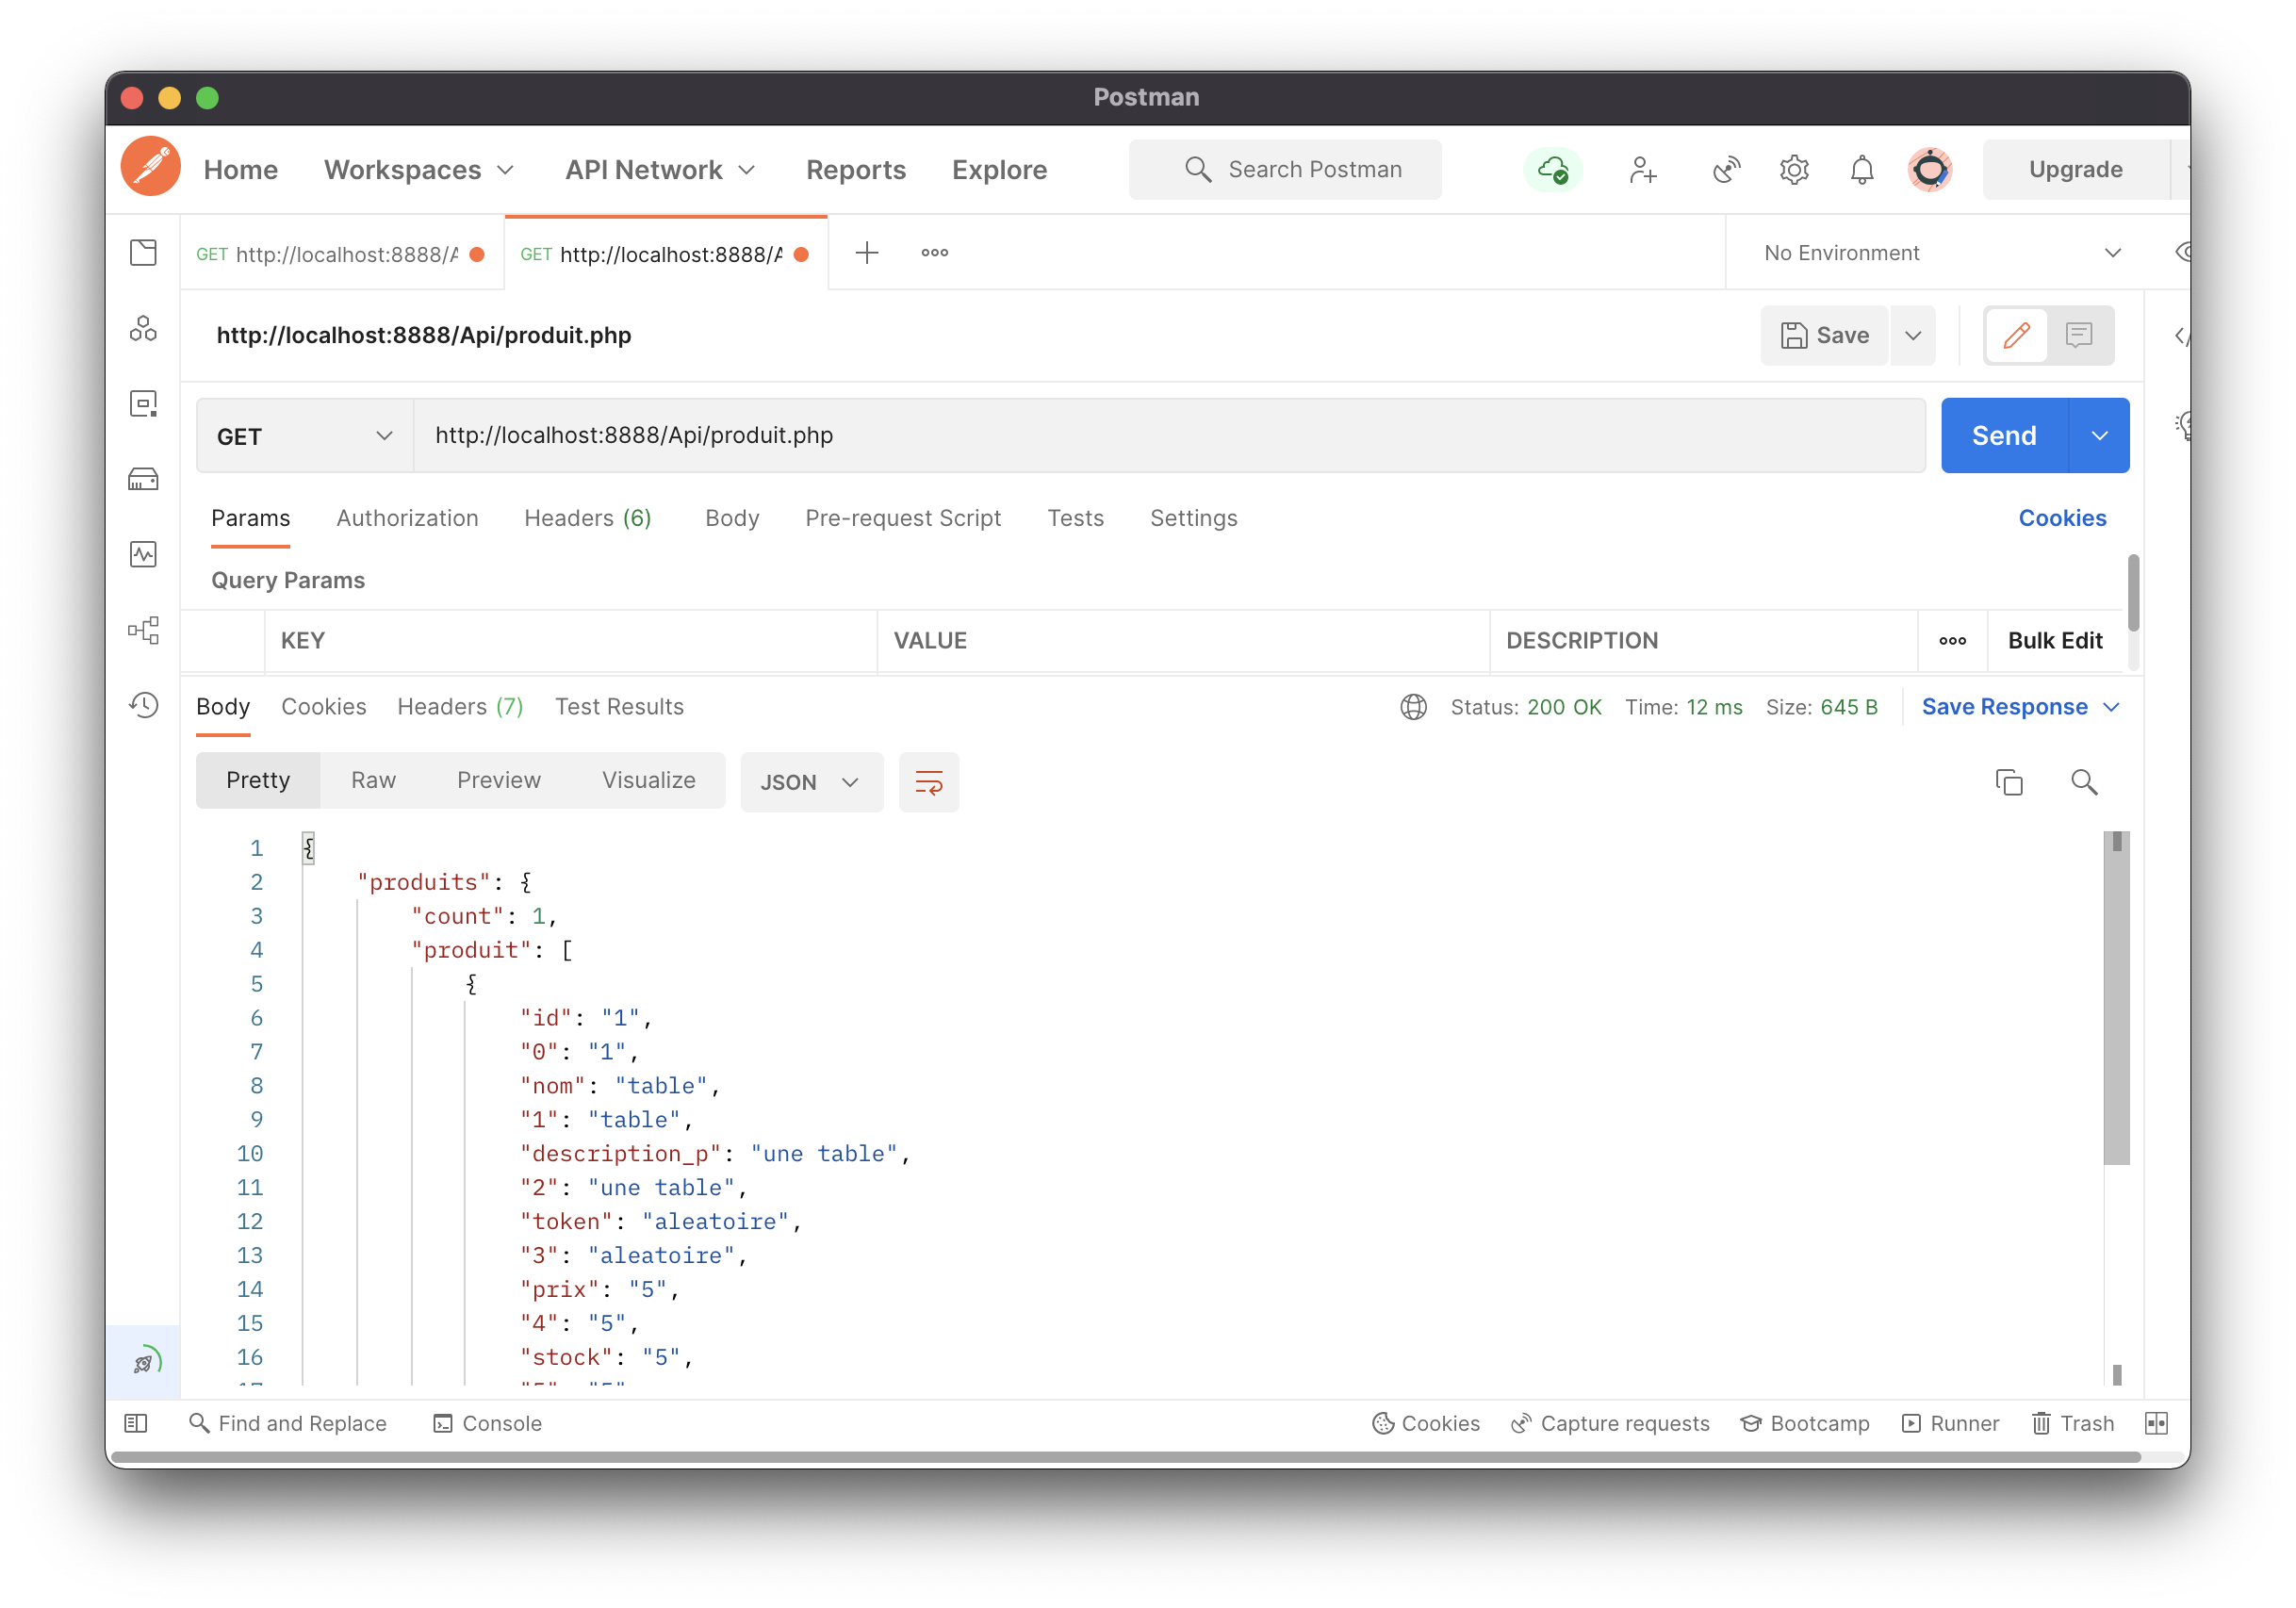 Postman
Home Workspaces API Network Reports Explore Search Postman Upgrade
GET http://localhost:8888/A GET http://localhost:8888/A No Environment
http://localhost:8888/Api/produit.php Save
GET http://localhost:8888/Api/produit.php Send
Params Authorization Headers (6) Body Pre-request Script Tests Settings Cookies
Query Params
KEY VALUE DESCRIPTION Bulk Edit
Body Cookies Headers (7) Test Results Status: 200 OK Time: 12 ms Size: 645 B Save Response
Pretty Raw Preview Visualize JSON
1 {
2 "produits": {
3 "count": 1,
4 "produit": [
5 {
6 "id": "1",
7 "0": "1",
8 "nom": "table",
9 "1": "table",
10 "description_p": "une table",
11 "2": "une table",
12 "token": "aleatoire",
13 "3": "aleatoire",
14 "prix": "5",
15 "4": "5",
16 "stock": "5",
Find and Replace Console Cookies Capture requests Bootcamp Runner Trash